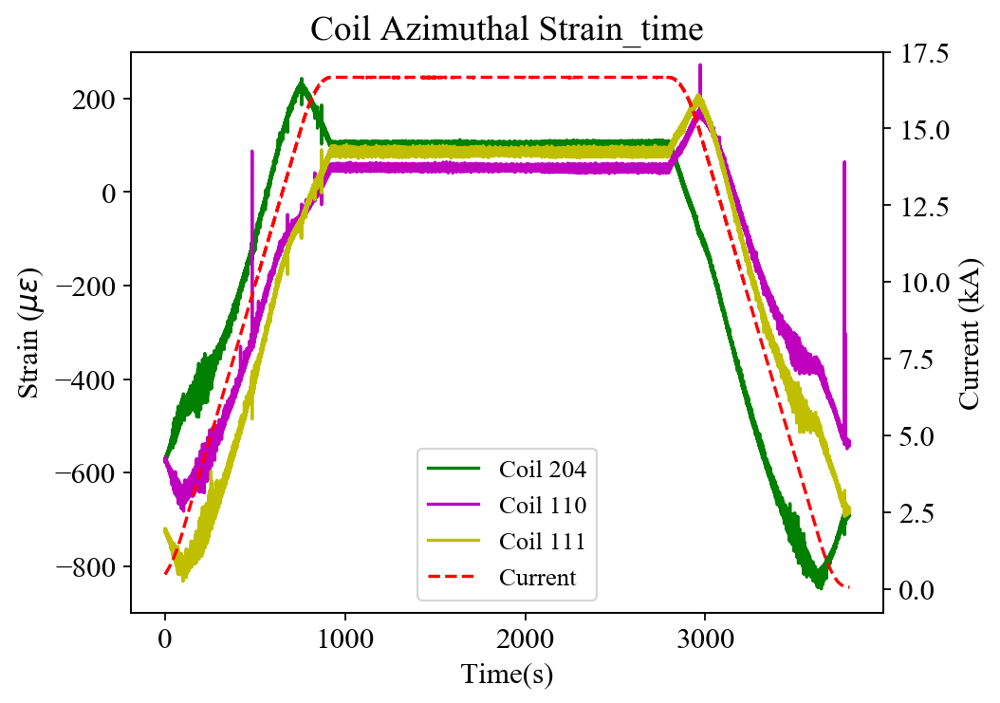 Coil Azimuthal Strain_time
Strain (με)
200
0
−200
−400
−600
−800
17.5
15.0
12.5
10.0
7.5
5.0
2.5
0.0
Current (kA)
Coil 204
Coil 110
Coil 111
Current
0 1000 2000 3000
Time(s)